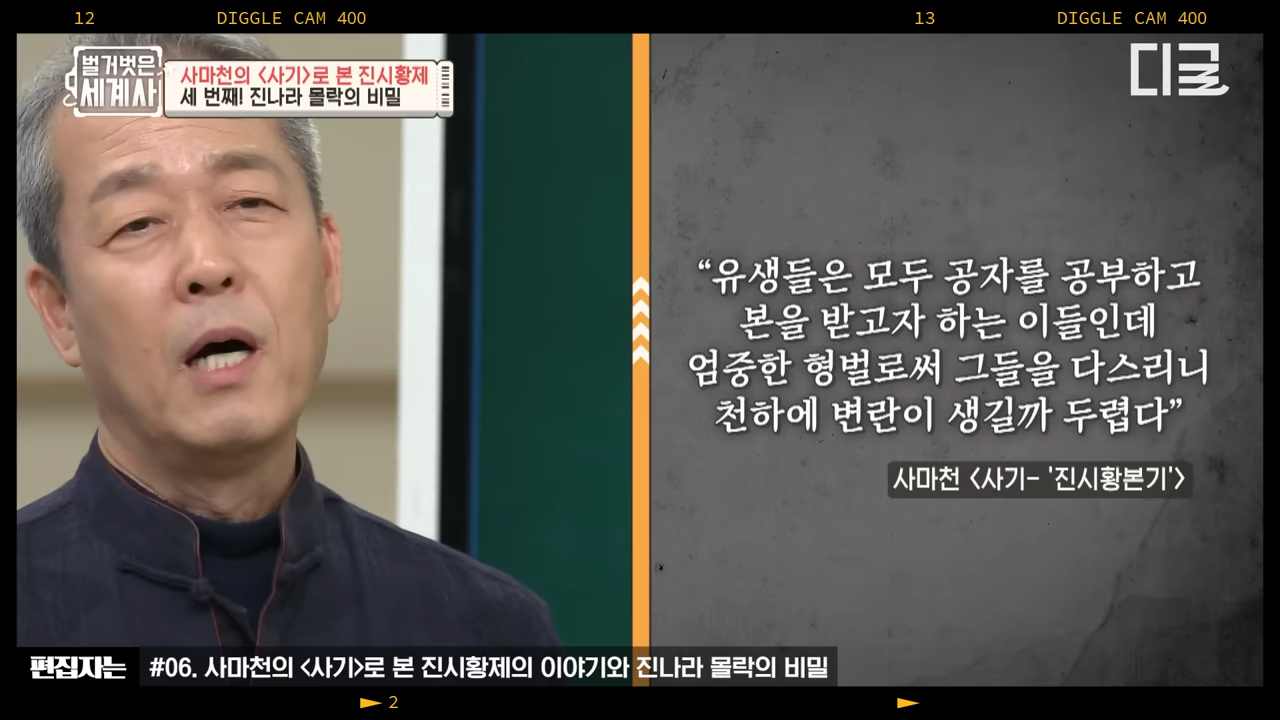 12
DIGGLE CAM 400
13
DIGGLE CAM 400
벌거벗은
세계사
사마천의 <사기>로 본 진시황제
세 번째! 진나라 몰락의 비밀
디글
“유생들은 모두 공자를 공부하고
본을 받고자 하는 이들인데
엄중한 형벌로써 그들을 다스리니
천하에 변란이 생길까 두렵다”
사마천 <사기- '진시황본기'>
편집자는
#06. 사마천의 <사기>로 본 진시황제의 이야기와 진나라 몰락의 비밀
2